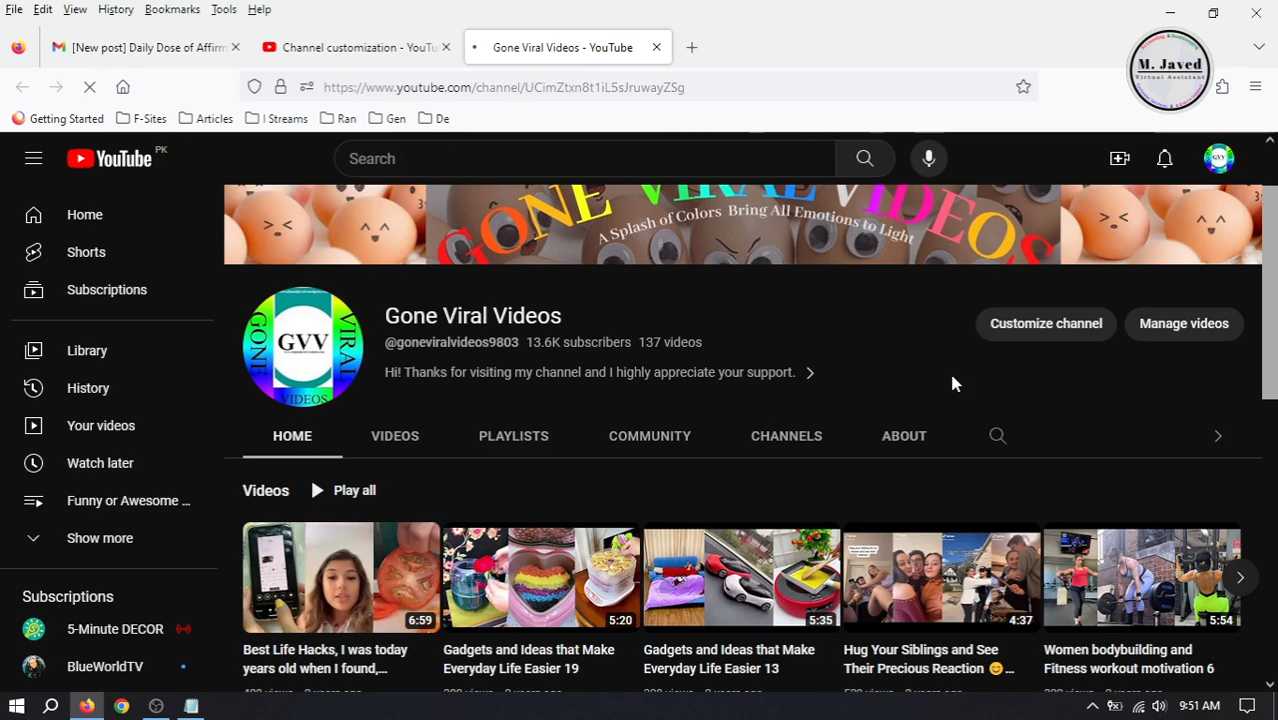 File Edit View History Bookmarks Tools Help
[New post] Daily Dose of Affirm
Channel customization - YouTu
Gone Viral Videos - YouTube
M. Javed
Virtual Assistant
https://www.youtube.com/channel/UCimZtxn8t1iL5sJruwayZSg
Getting Started F-Sites Articles I Streams Ran Gen De
YouTube PK
Search
GVV
GONE VIRAL VIDEOS
A Splash of Colors Bring All Emotions to Light
Home
Shorts
Subscriptions
Library
History
Your videos
Watch later
Funny or Awesome ...
Show more
Subscriptions
5-Minute DECOR
BlueWorldTV
GONE
GVV
VIRAL
VIDEOS
Gone Viral Videos
@goneviralvideos9803 13.6K subscribers 137 videos
Hi! Thanks for visiting my channel and I highly appreciate your support.
Customize channel
Manage videos
HOME VIDEOS PLAYLISTS COMMUNITY CHANNELS ABOUT
Videos Play all
6:59
5:20
5:35
4:37
5:54
Best Life Hacks, I was today
years old when I found,...
Gadgets and Ideas that Make
Everyday Life Easier 19
Gadgets and Ideas that Make
Everyday Life Easier 13
Hug Your Siblings and See
Their Precious Reaction 😊...
Women bodybuilding and
Fitness workout motivation 6
9:51 AM